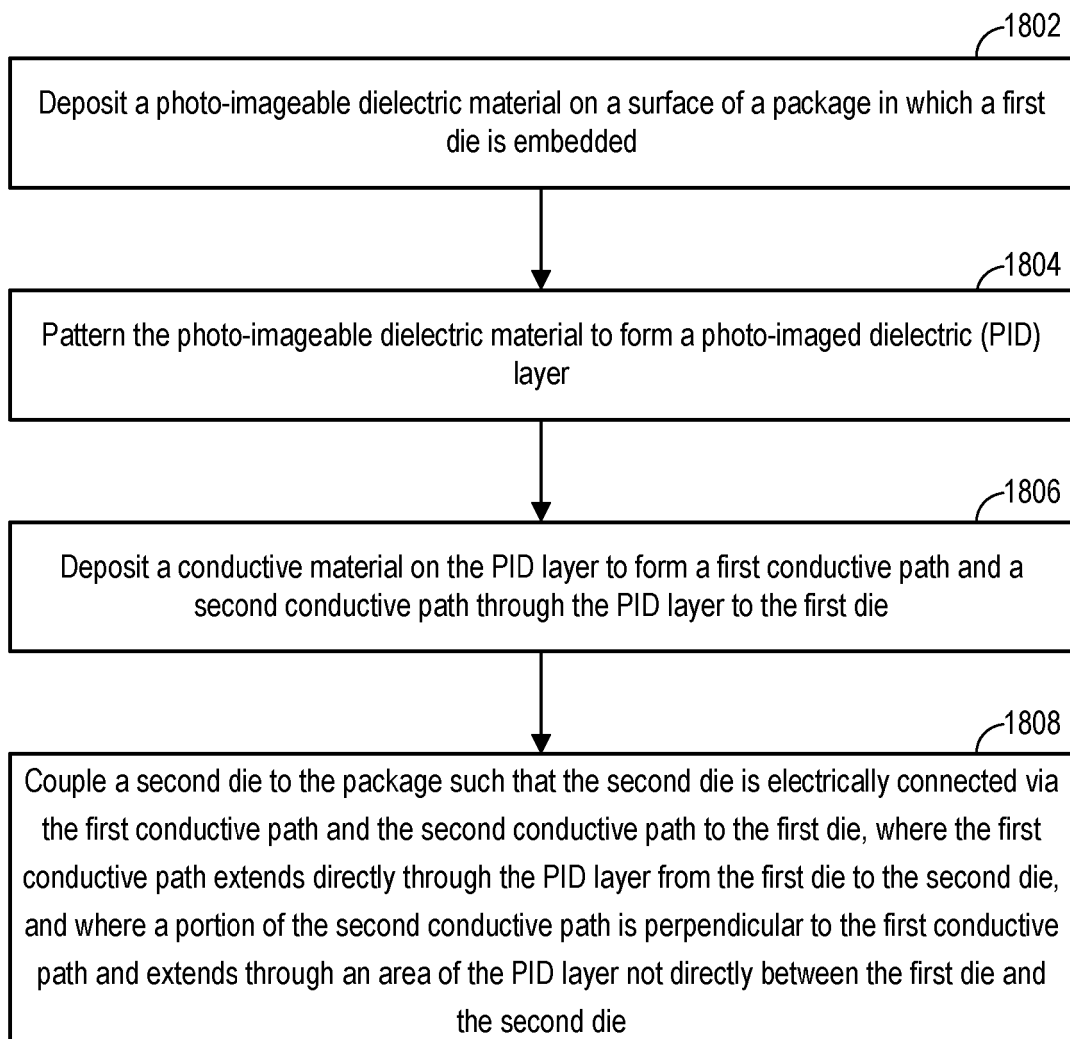 1802
Deposit a photo-imageable dielectric material on a surface of a package in which a first
die is embedded
1804
Pattern the photo-imageable dielectric material to form a photo-imaged dielectric (PID)
layer
1806
Deposit a conductive material on the PID layer to form a first conductive path and a
second conductive path through the PID layer to the first die
1808
Couple a second die to the package such that the second die is electrically connected via
the first conductive path and the second conductive path to the first die, where the first
conductive path extends directly through the PID layer from the first die to the second die,
and where a portion of the second conductive path is perpendicular to the first conductive
path and extends through an area of the PID layer not directly between the first die and
the second die